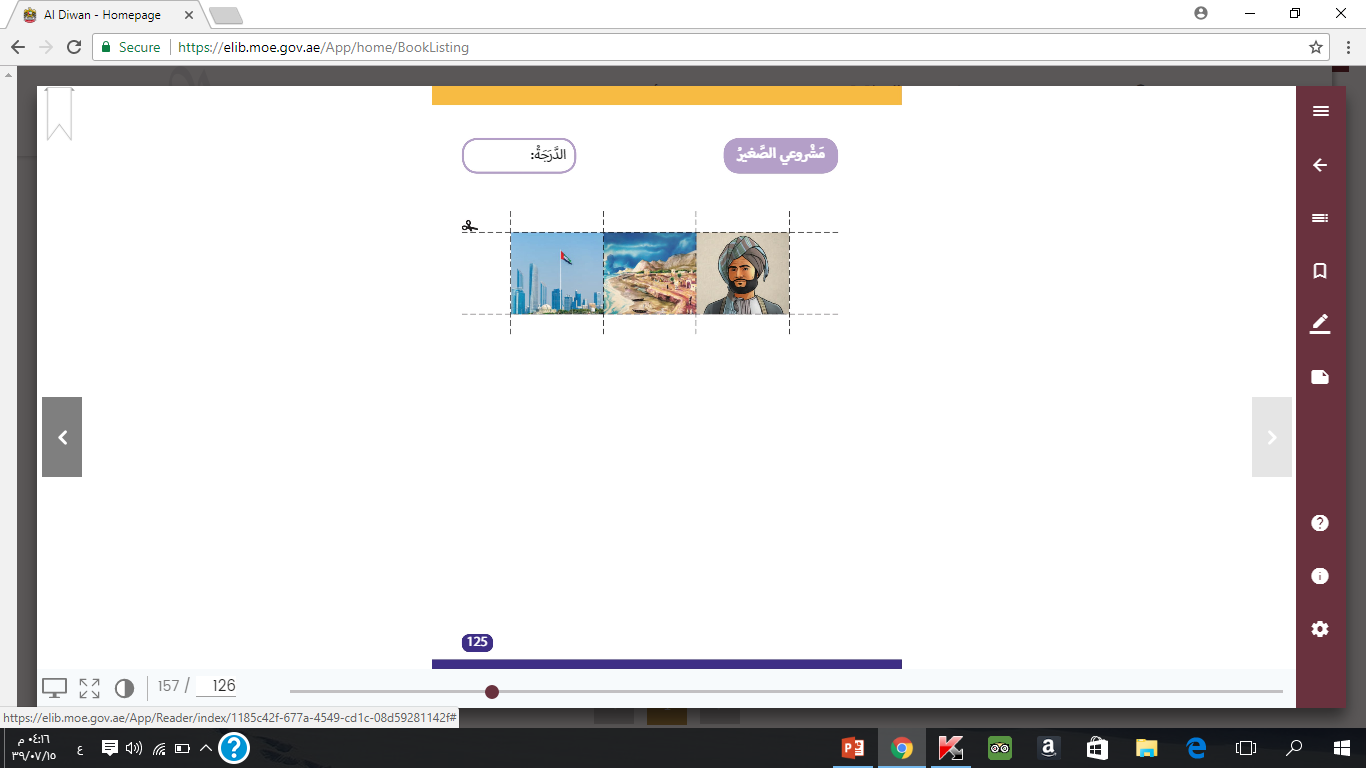 Al Diwan - Homepage
Secure
https://elib.moe.gov.ae/App/home/BookListing
مَشْروعي الصَّغيرُ
الدَّرَجَةُ:
125
157 / 126
https://elib.moe.gov.ae/App/Reader/index/1185c42f-677a-4549-cd1c-08d59281142f#
٠٤:١٦ م
ع
٣٩/٠٧/١٥